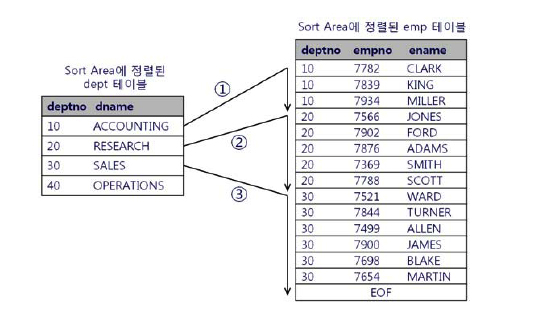 Sort Area에 정렬된 emp 테이블
Sort Area에 정렬된
dept 테이블
deptno dname
10 ACCOUNTING
20 RESEARCH
30 SALES
40 OPERATIONS
①
②
③
deptno empno ename
10 7782 CLARK
10 7839 KING
10 7934 MILLER
20 7566 JONES
20 7902 FORD
20 7876 ADAMS
20 7369 SMITH
20 7788 SCOTT
30 7521 WARD
30 7844 TURNER
30 7499 ALLEN
30 7900 JAMES
30 7698 BLAKE
30 7654 MARTIN
EOF